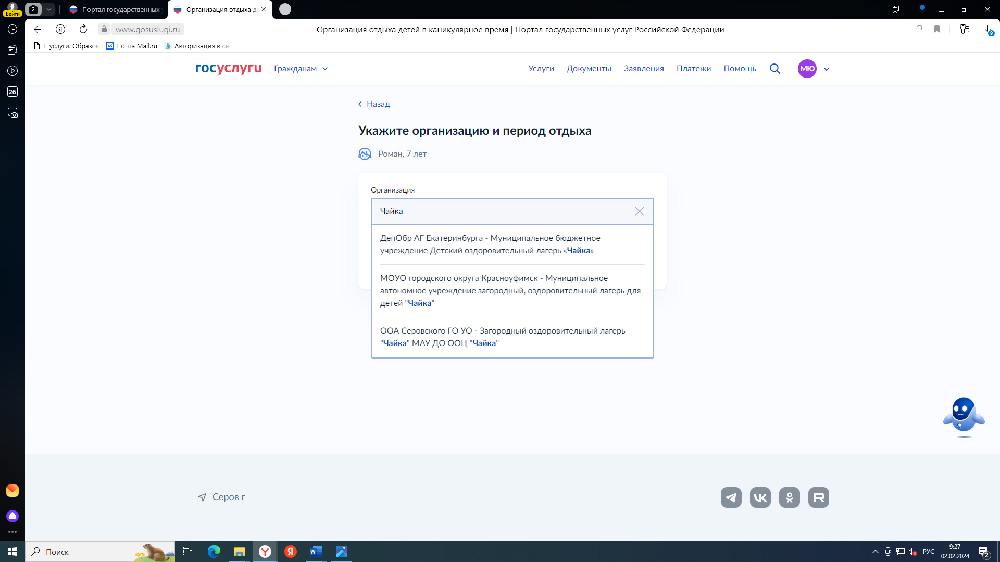 Войти
2
Портал государственных
Организация отдыха де
www.gosuslugi.ru
Организация отдыха детей в каникулярное время | Портал государственных услуг Российской Федерации
9
Е-услуги. Образов
Почта Mail.ru
Авторизация в си
26
госуслуги
Гражданам
Услуги
Документы
Заявления
Платежи
Помощь
МЮ
Назад
Укажите организацию и период отдыха
Роман, 7 лет
Организация
Чайка
ДепОбр АГ Екатеринбурга - Муниципальное бюджетное
учреждение Детский оздоровительный лагерь «Чайка»
МОУО городского округа Красноуфимск - Муниципальное
автономное учреждение загородный, оздоровительный лагерь для
детей "Чайка"
ООА Серовского ГО УО - Загородный оздоровительный лагерь
"Чайка" МАУ ДО ООЦ "Чайка"
Серов г
Поиск
РУС
9:27
02.02.2024
2